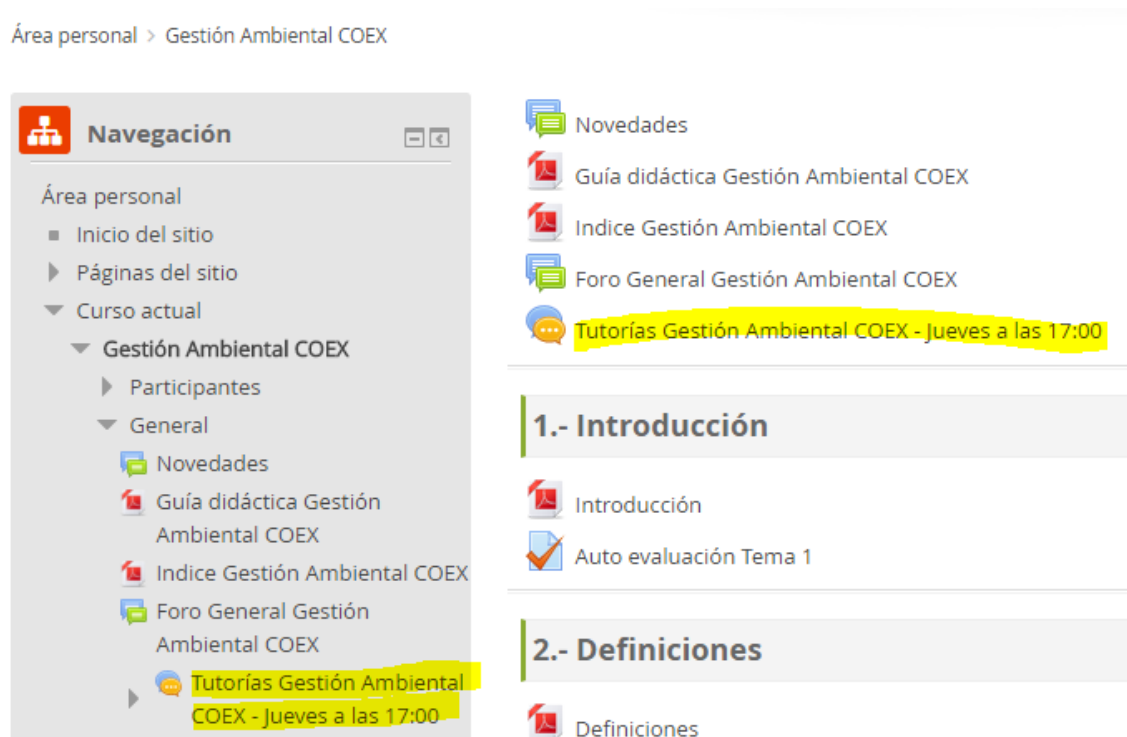 Área personal > Gestión Ambiental COEX
Navegación
Área personal
Inicio del sitio
Páginas del sitio
Curso actual
Gestión Ambiental COEX
Participantes
General
Novedades
Guía didáctica Gestión
Ambiental COEX
Indice Gestión Ambiental COEX
Foro General Gestión
Ambiental COEX
Tutorías Gestión Ambiental
COEX - Jueves a las 17:00
Novedades
Guía didáctica Gestión Ambiental COEX
Indice Gestión Ambiental COEX
Foro General Gestión Ambiental COEX
Tutorías Gestión Ambiental COEX - Jueves a las 17:00
1.- Introducción
Introducción
Auto evaluación Tema 1
2.- Definiciones
Definiciones